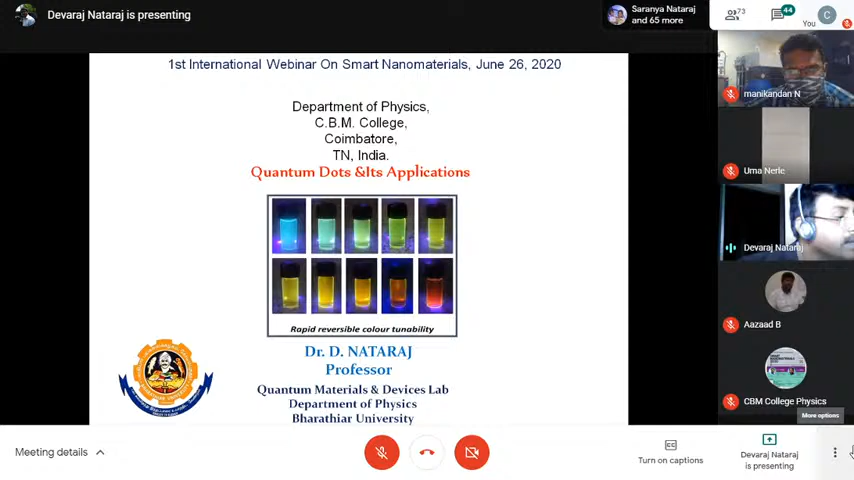 Devaraj Nataraj is presenting
Saranya Nataraj
and 65 more
73
44
You
C
1st International Webinar On Smart Nanomaterials, June 26, 2020
Department of Physics,
C.B.M. College,
Coimbatore,
TN, India.
Quantum Dots &Its Applications
Rapid reversible colour tunability
Dr. D. NATARAJ
Professor
Quantum Materials & Devices Lab
Department of Physics
Bharathiar University
manikandan N
Uma Nerle
Devaraj Nataraj
Aazaad B
CBM College Physics
More options
Meeting details
Turn on captions
Devaraj Nataraj
is presenting